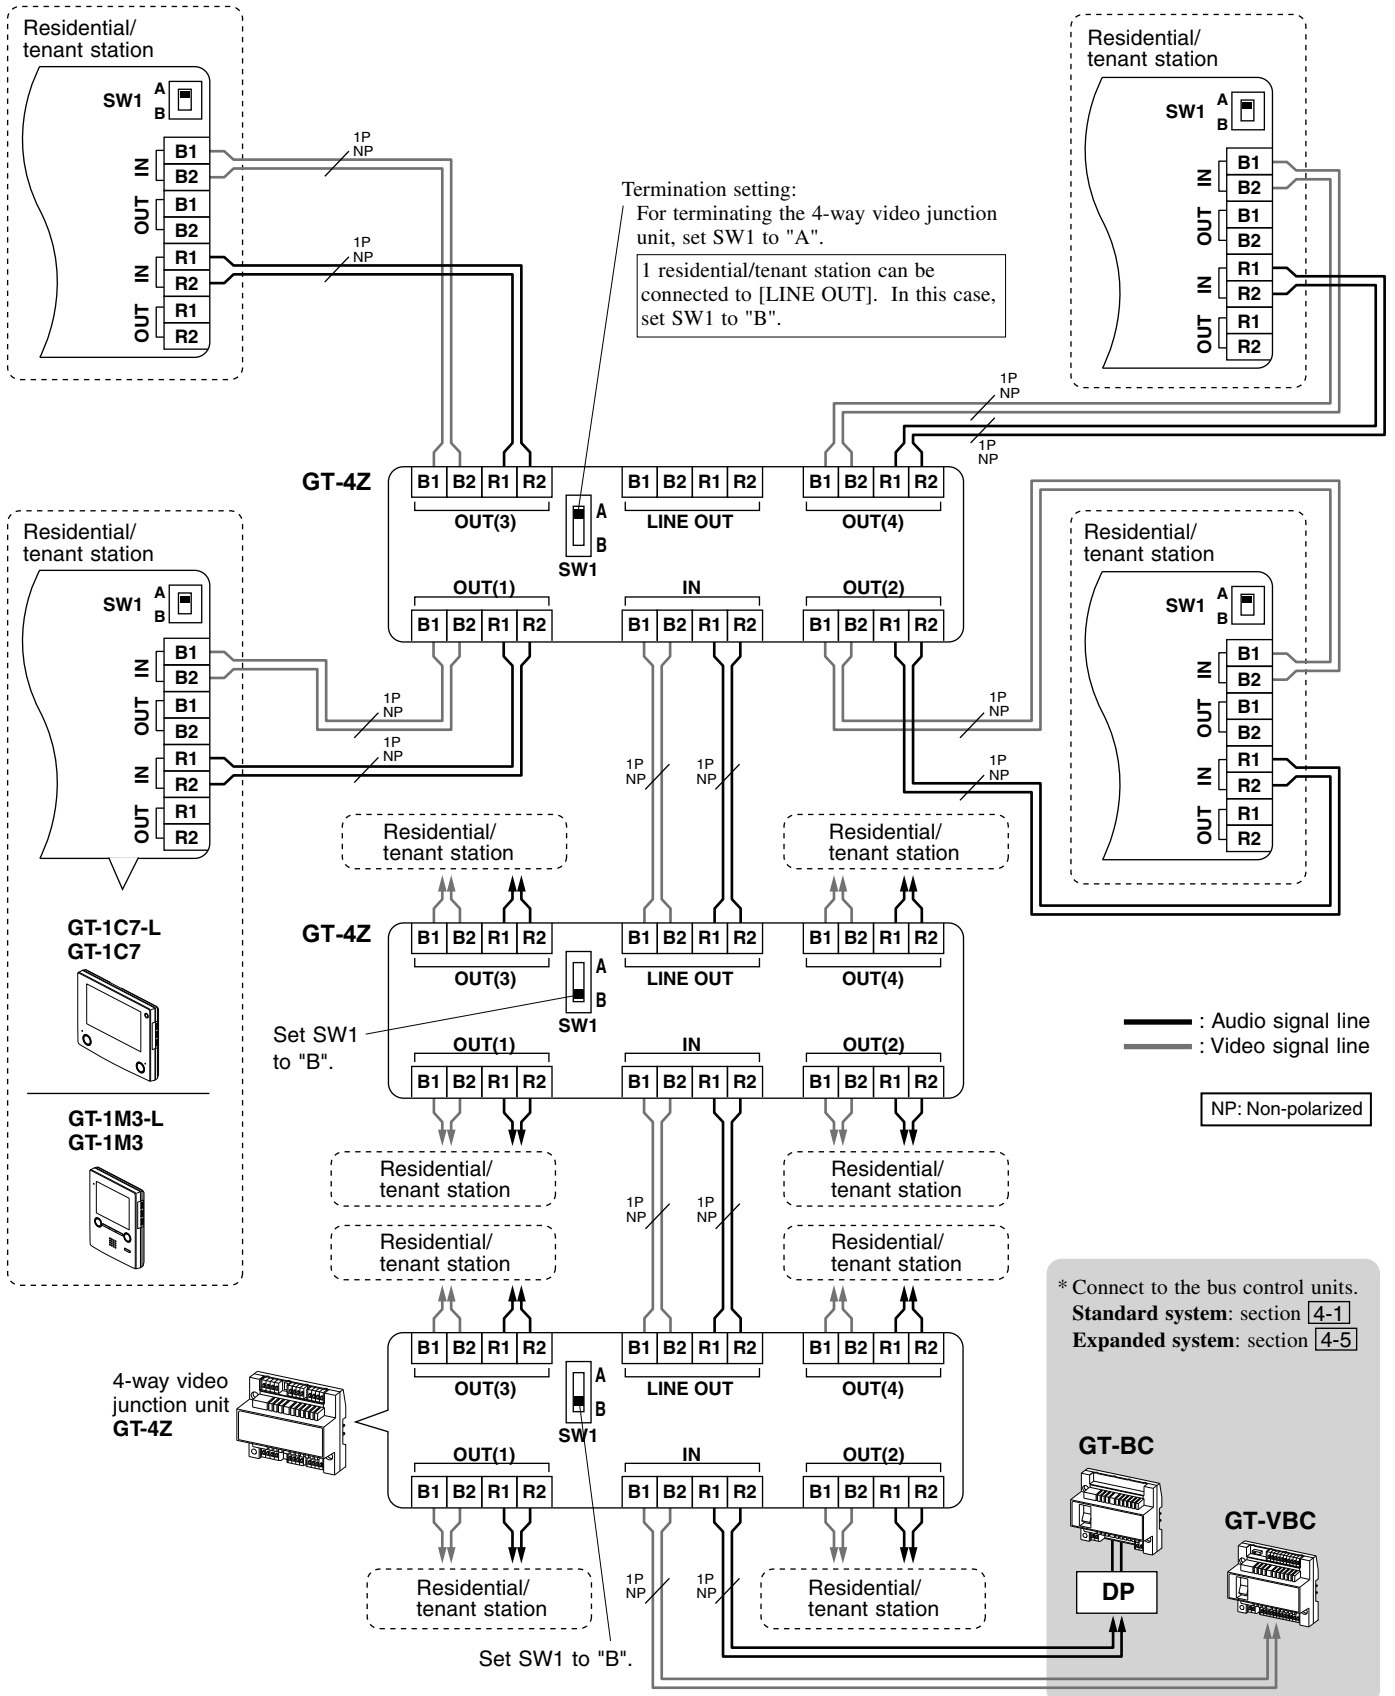 Residential/
tenant station
SW1
A
B
IN
B1
B2
OUT
B1
B2
IN
R1
R2
OUT
R1
R2
1P
NP
1P
NP
Termination setting:
For terminating the 4-way video junction
unit, set SW1 to "A".
1 residential/tenant station can be
connected to [LINE OUT]. In this case,
set SW1 to "B".
Residential/
tenant station
SW1
A
B
IN
B1
B2
OUT
B1
B2
IN
R1
R2
OUT
R1
R2
1P
NP
1P
NP
GT-4Z
B1 B2 R1 R2
OUT(3)
B1 B2 R1 R2
LINE OUT
B1 B2 R1 R2
OUT(4)
A
B
SW1
OUT(1)
B1 B2 R1 R2
IN
B1 B2 R1 R2
OUT(2)
B1 B2 R1 R2
Residential/
tenant station
SW1
A
B
IN
B1
B2
OUT
B1
B2
IN
R1
R2
OUT
R1
R2
1P
NP
1P
NP
GT-1C7-L
GT-1C7
GT-1M3-L
GT-1M3
1P
NP
1P
NP
1P
NP
1P
NP
Residential/
tenant station
SW1
A
B
IN
B1
B2
OUT
B1
B2
IN
R1
R2
OUT
R1
R2
Residential/
tenant station
Residential/
tenant station
GT-4Z
B1 B2 R1 R2
OUT(3)
B1 B2 R1 R2
LINE OUT
B1 B2 R1 R2
OUT(4)
A
B
SW1
Set SW1
to "B".
OUT(1)
B1 B2 R1 R2
IN
B1 B2 R1 R2
OUT(2)
B1 B2 R1 R2
: Audio signal line
: Video signal line
NP: Non-polarized
Residential/
tenant station
Residential/
tenant station
1P
NP
1P
NP
Residential/
tenant station
Residential/
tenant station
4-way video
junction unit
GT-4Z
B1 B2 R1 R2
OUT(3)
B1 B2 R1 R2
LINE OUT
B1 B2 R1 R2
OUT(4)
A
B
SW1
OUT(1)
B1 B2 R1 R2
IN
B1 B2 R1 R2
OUT(2)
B1 B2 R1 R2
Residential/
tenant station
1P
NP
1P
NP
Residential/
tenant station
Set SW1 to "B".
* Connect to the bus control units.
Standard system: section 4-1
Expanded system: section 4-5
GT-BC
GT-VBC
DP